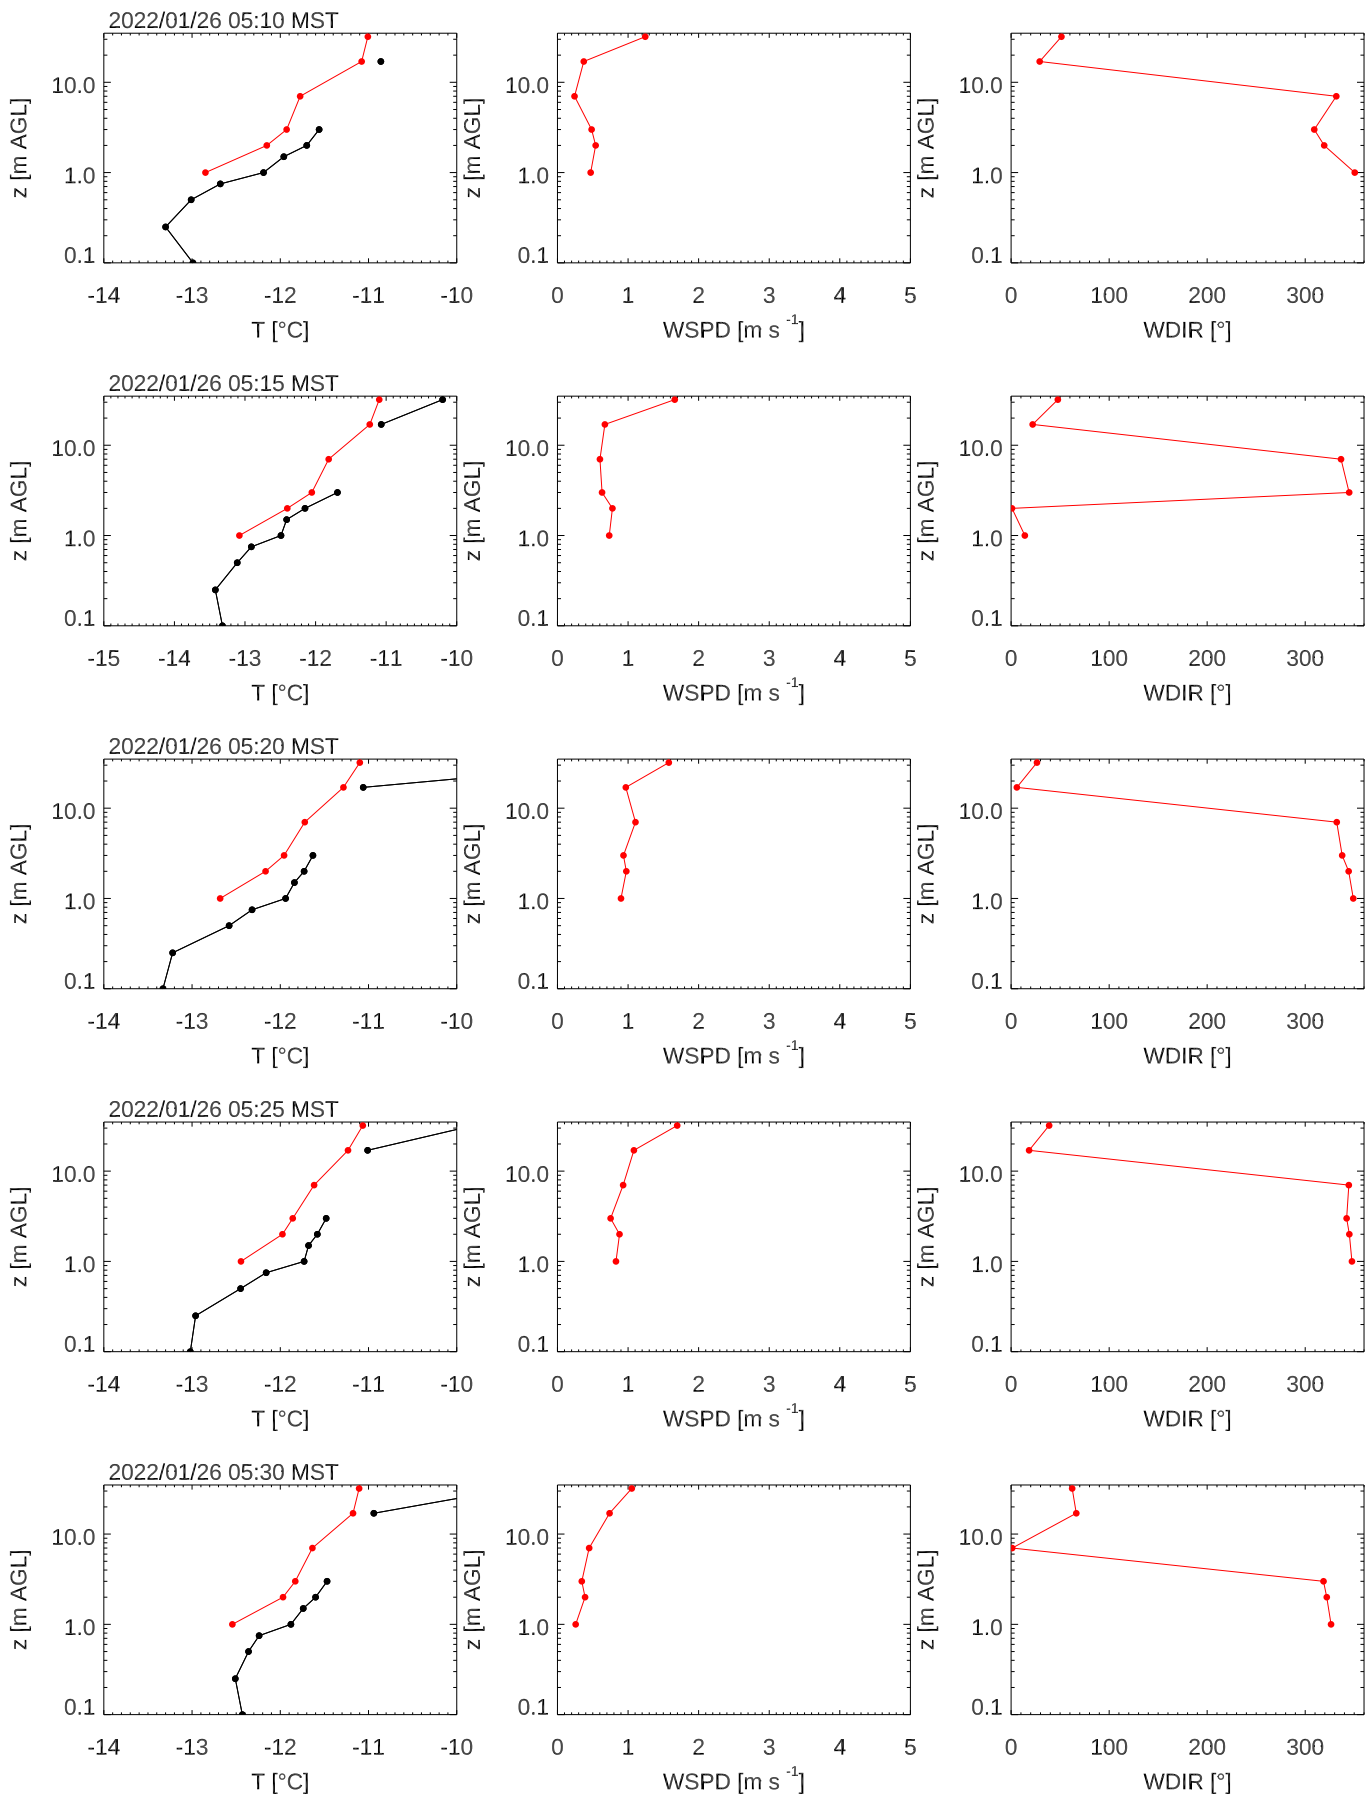 2022/01/26 05:10 MST
10.0 10.0 10.0
z [m AGL] z [m AGL] z [m AGL]
1.0 1.0 1.0
0.1 0.1 0.1
-14 -13 -12 -11 -10 0 1 2 3 4 5 0 100 200 300
T [°C] WSPD [m s -1] WDIR [°]
2022/01/26 05:15 MST
10.0 10.0 10.0
z [m AGL] z [m AGL] z [m AGL]
1.0 1.0 1.0
0.1 0.1 0.1
-15 -14 -13 -12 -11 -10 0 1 2 3 4 5 0 100 200 300
T [°C] WSPD [m s -1] WDIR [°]
2022/01/26 05:20 MST
10.0 10.0 10.0
z [m AGL] z [m AGL] z [m AGL]
1.0 1.0 1.0
0.1 0.1 0.1
-14 -13 -12 -11 -10 0 1 2 3 4 5 0 100 200 300
T [°C] WSPD [m s -1] WDIR [°]
2022/01/26 05:25 MST
10.0 10.0 10.0
z [m AGL] z [m AGL] z [m AGL]
1.0 1.0 1.0
0.1 0.1 0.1
-14 -13 -12 -11 -10 0 1 2 3 4 5 0 100 200 300
T [°C] WSPD [m s -1] WDIR [°]
2022/01/26 05:30 MST
10.0 10.0 10.0
z [m AGL] z [m AGL] z [m AGL]
1.0 1.0 1.0
0.1 0.1 0.1
-14 -13 -12 -11 -10 0 1 2 3 4 5 0 100 200 300
T [°C] WSPD [m s -1] WDIR [°]